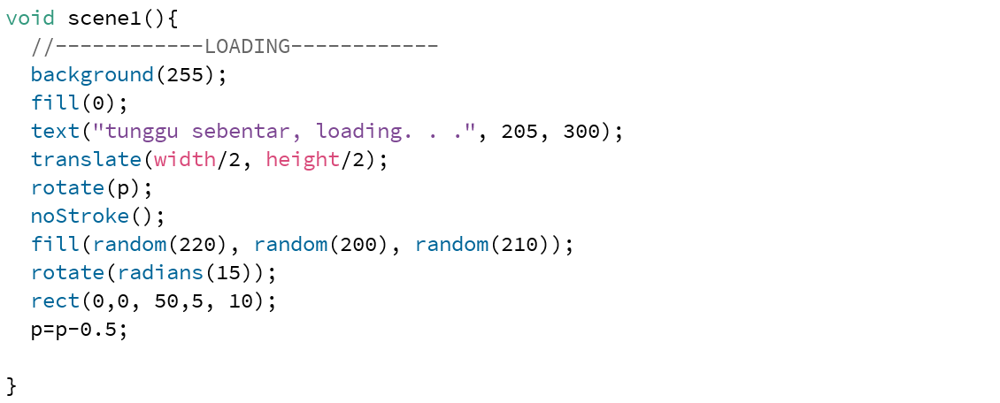 void scene1(){
  //------------LOADING------------
  background(255);
  fill(0);
  text("tunggu sebentar, loading. . .", 205, 300);
  translate(width/2, height/2);
  rotate(p);
  noStroke();
  fill(random(220), random(200), random(210));
  rotate(radians(15));
  rect(0,0, 50,5, 10);
  p=p-0.5;

}